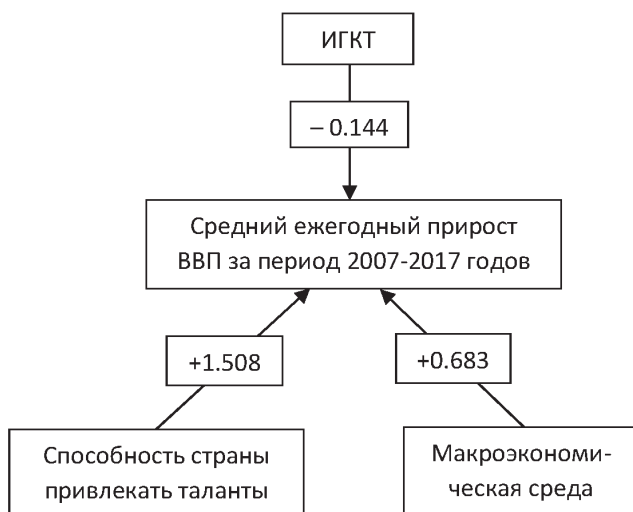 ИГКТ
– 0.144
Средний ежегодный прирост
ВВП за период 2007-2017 годов
+1.508
+0.683
Способность страны
привлекать таланты
Макроэкономи-
ческая среда